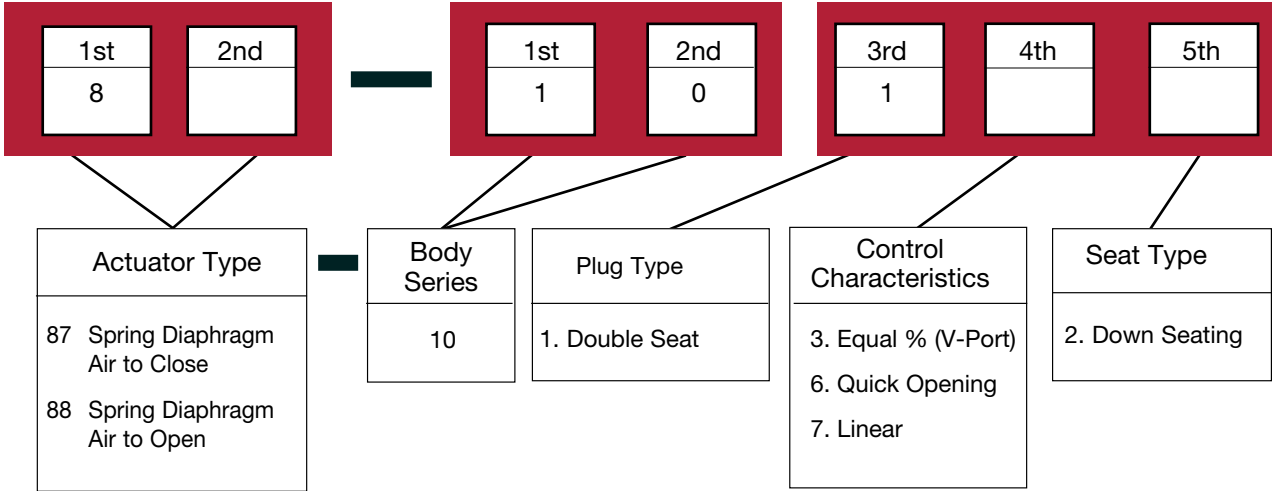 1st
8
2nd
1st
1
2nd
0
3rd
1
4th
5th
Actuator Type
87 Spring Diaphragm
Air to Close
88 Spring Diaphragm
Air to Open
Body
Series
10
Plug Type
1. Double Seat
Control
Characteristics
3. Equal % (V-Port)
6. Quick Opening
7. Linear
Seat Type
2. Down Seating